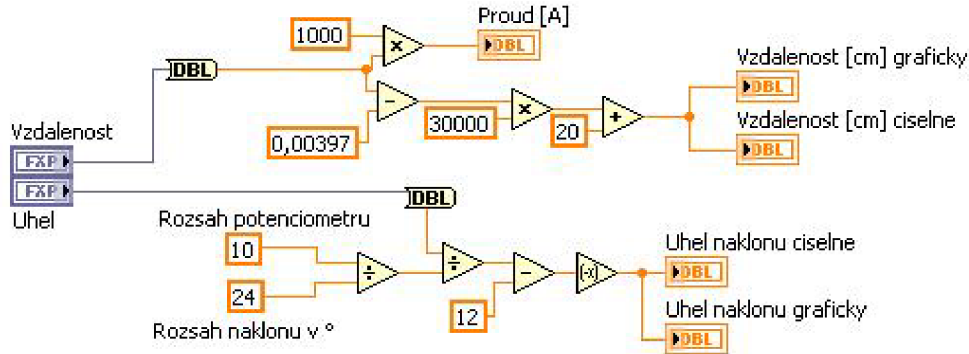 Proud [A]
1000
×
DBL
DBL
Vzdalenost [cm] graficky
DBL
−
30000
×
20
+
Vzdalenost [cm] ciselne
DBL
0,00397
Vzdalenost
FXP
FXP
Uhel
DBL
Rozsah potenciometru
10
÷
÷
−
(-x)
Uhel naklonu ciselne
DBL
24
12
Uhel naklonu graficky
DBL
Rozsah naklonu v °